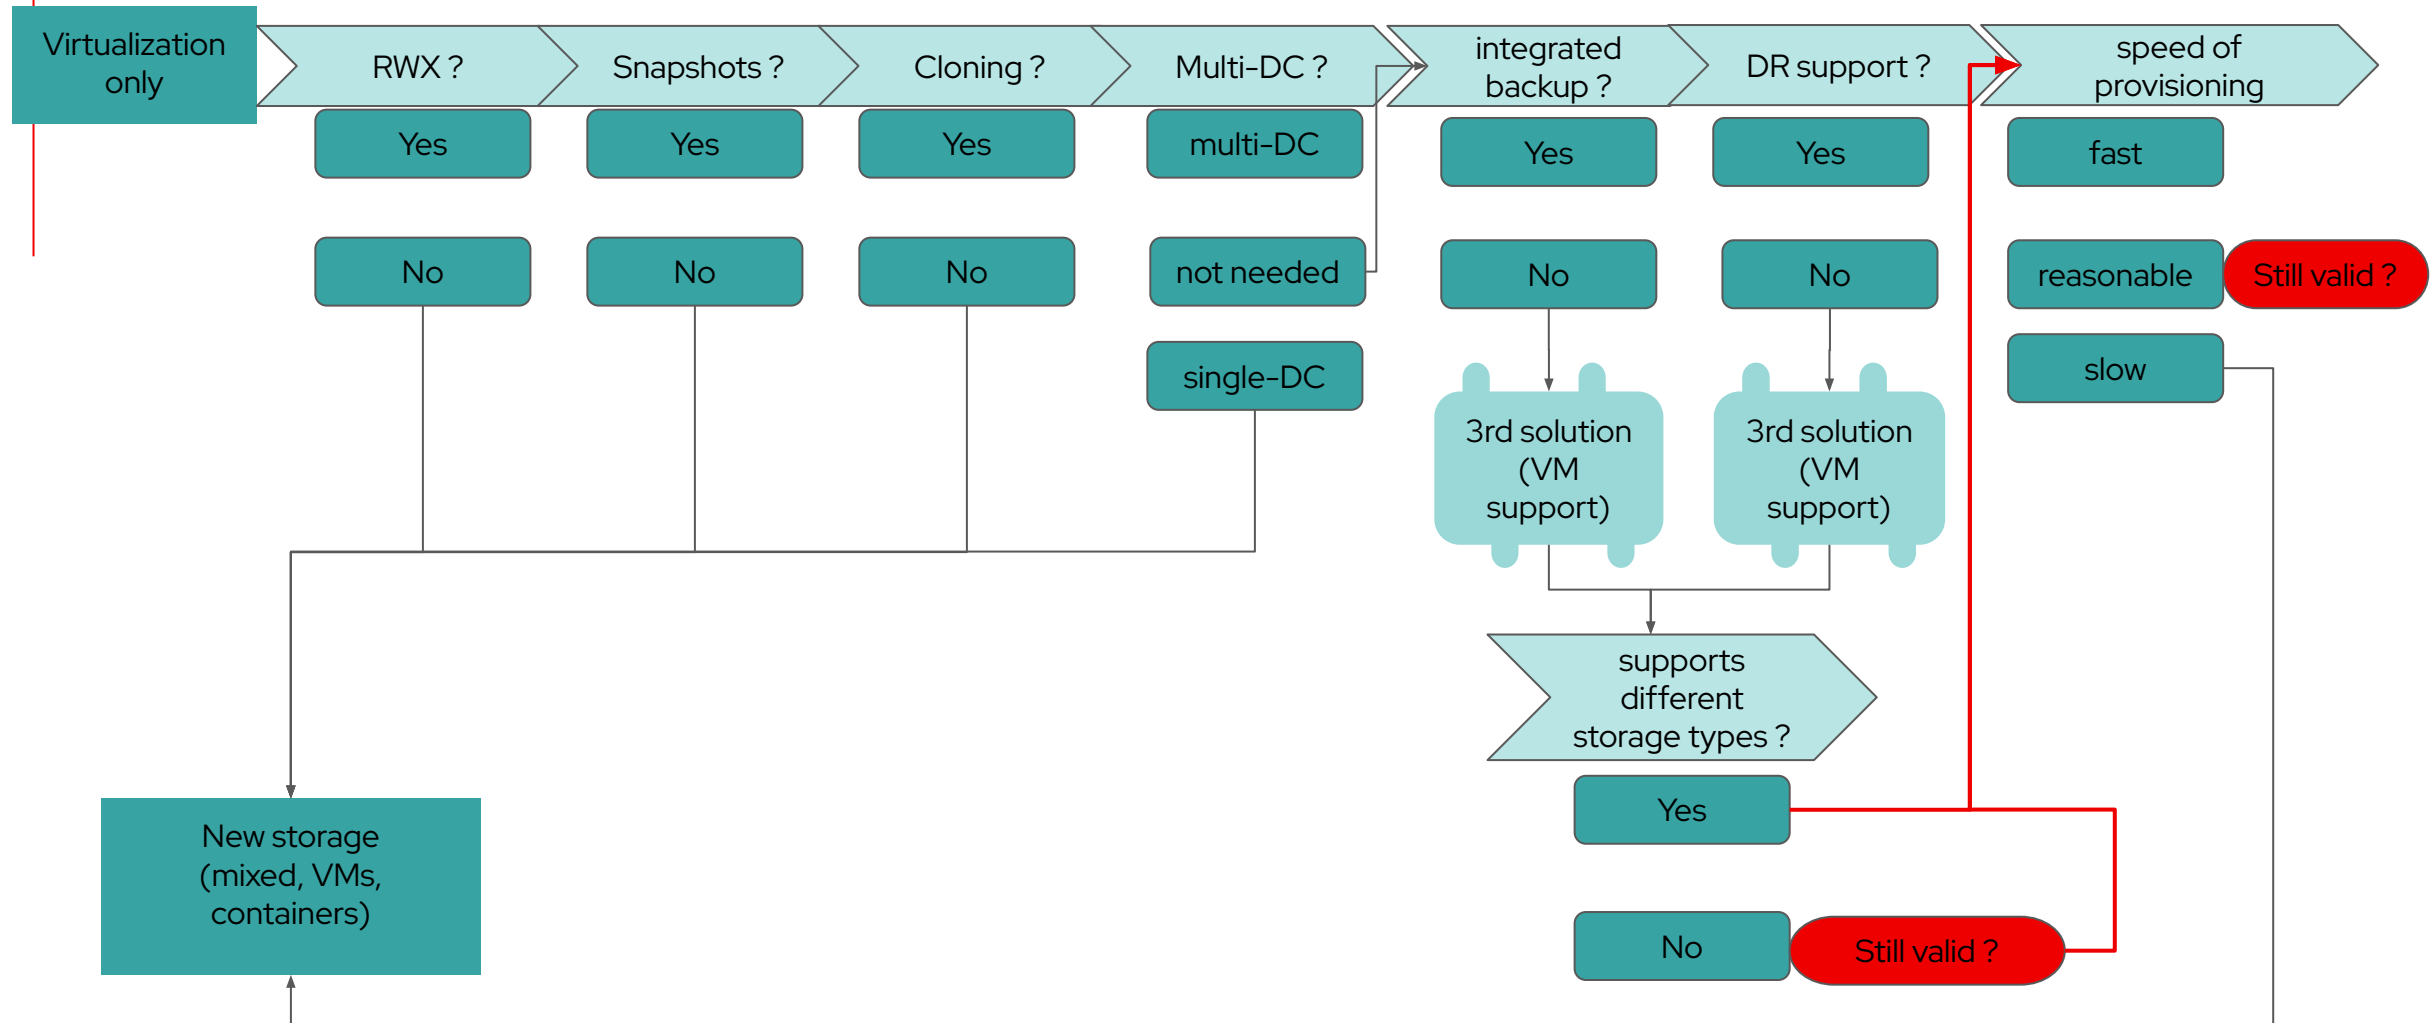 Virtualization
only
RWX ?
Snapshots ?
Cloning ?
Multi-DC ?
integrated
backup ?
DR support ?
speed of
provisioning
Yes
Yes
Yes
multi-DC
Yes
Yes
fast
No
No
No
not needed
No
No
reasonable
Still valid ?
single-DC
slow
3rd solution
(VM
support)
3rd solution
(VM
support)
supports
different
storage types ?
Yes
New storage
(mixed, VMs,
containers)
No
Still valid ?